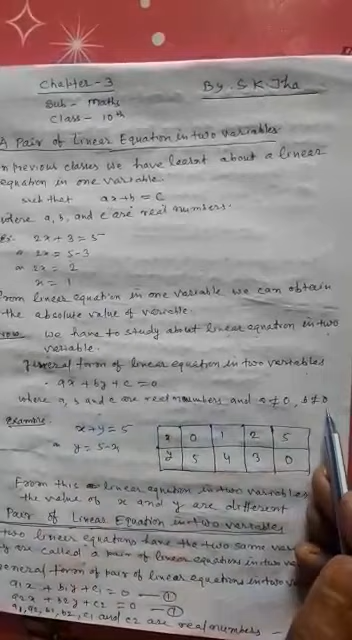 Chapter-3
By. S K Jha
Sub - Maths
Class - 10th
A Pair of Linear Equation in two variables
In previous classes we have learnt about a linear
equation in one variable.
such that ax+b = c
where a, b, and c are real numbers.
2x + 3 = 5
2x = 5-3
2x = 2
x = 1
From linear equation in one variable we can obtain
the absolute value of variable.
Now. We have to study about linear equation in two
variable.
general form of linear equation in two variables
ax + by + c = 0
where a, b and c are real numbers and a ≠ 0, b ≠ 0
Example:
x+y = 5
y = 5-x
x 0 1 2 5
y 5 4 3 0
From this linear equation in two variables
the value of x and y are different
Pair of Linear Equation in two variables
two linear equations have the two same
are called a pair of linear equation in two
general form of pair of linear equations in two
a1x + b1y + c1 = 0 — ①
a2x + b2y + c2 = 0 — ①
a1, a2, b1, b2, c1 and c2 are real numbers -